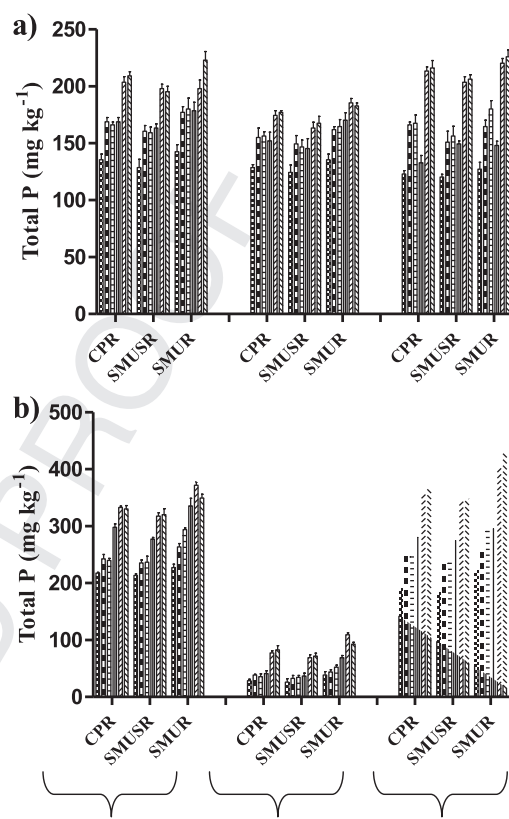 a)
250
200
150
100
50
0
Total P (mg kg-1)
CPR SMUSR SMUR CPR SMUSR SMUR CPR SMUSR SMUR
b)
500
400
300
200
100
0
Total P (mg kg-1)
CPR SMUSR SMUR CPR SMUSR SMUR CPR SMUSR SMUR
D PROOF